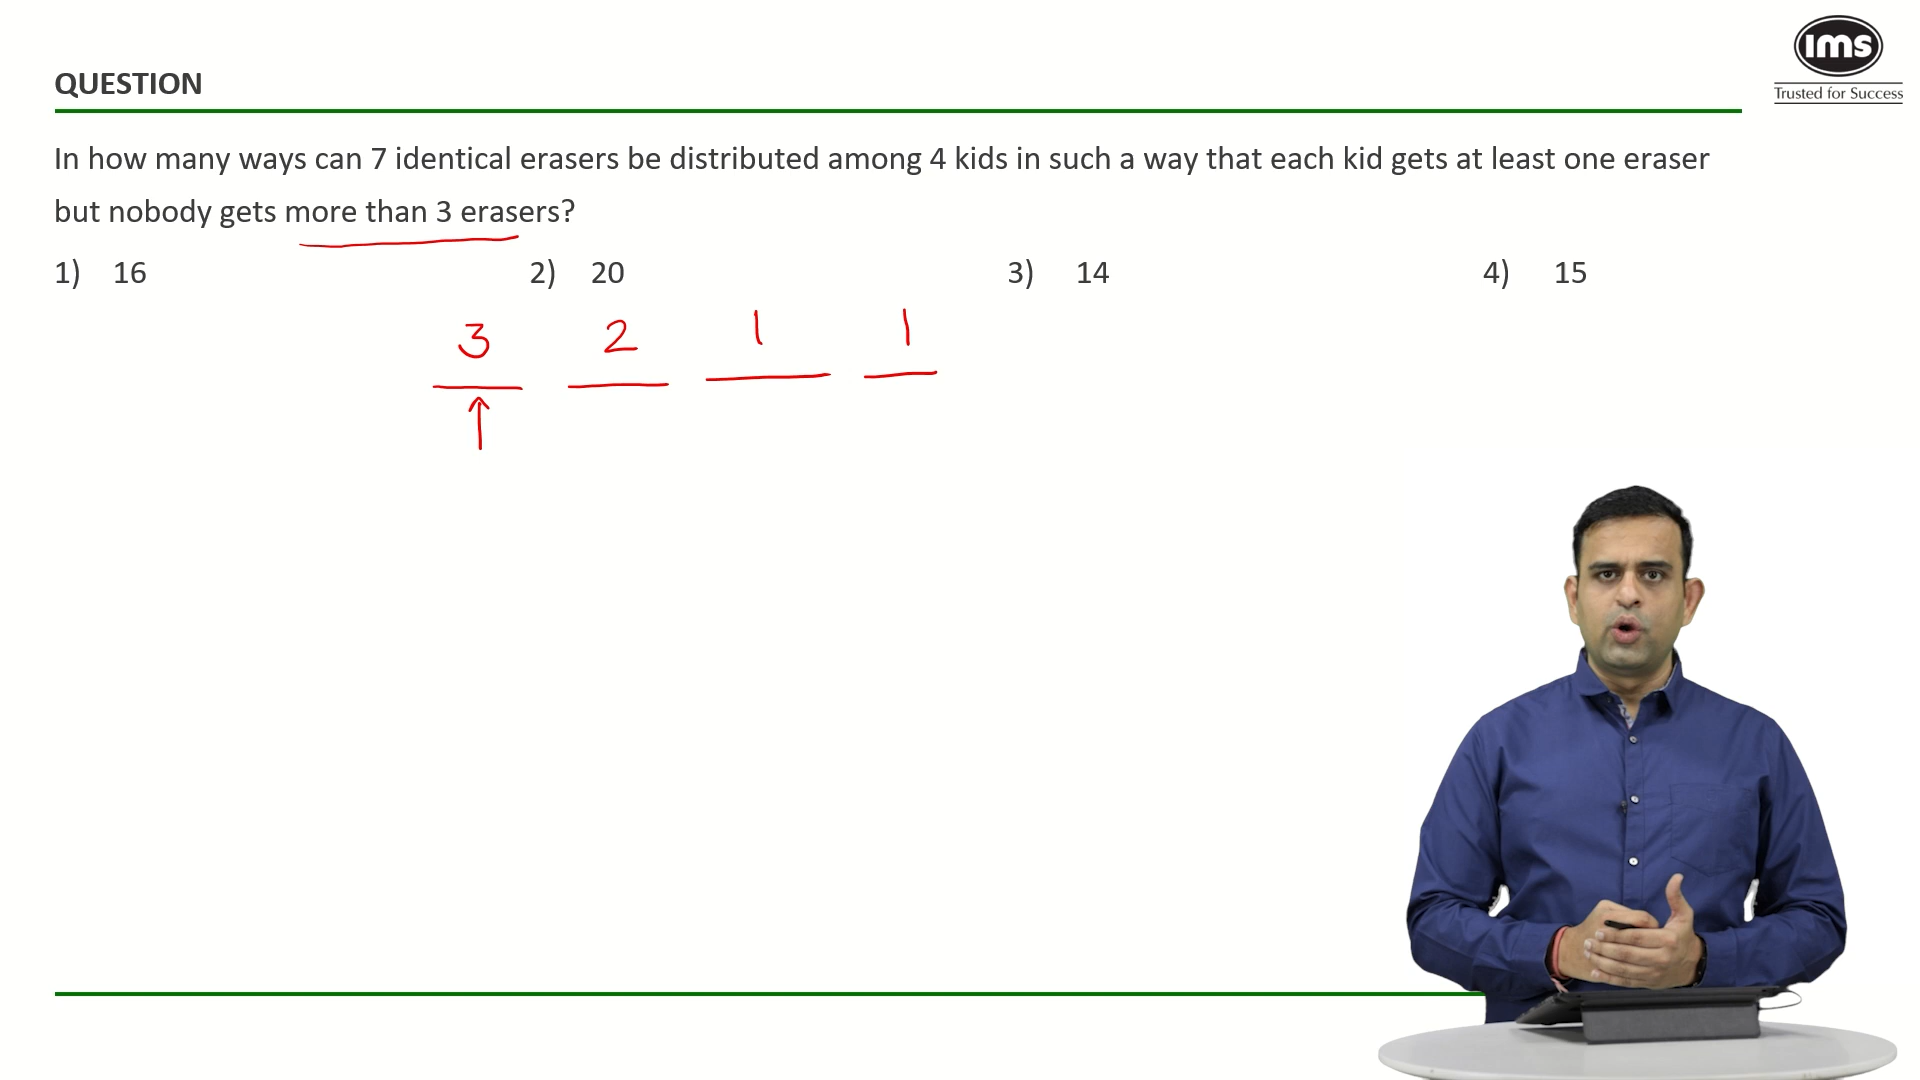 ims
Trusted for Success
QUESTION
In how many ways can 7 identical erasers be distributed among 4 kids in such a way that each kid gets at least one eraser
but nobody gets more than 3 erasers?
1) 16 2) 20 3) 14 4) 15
3 2 1 1